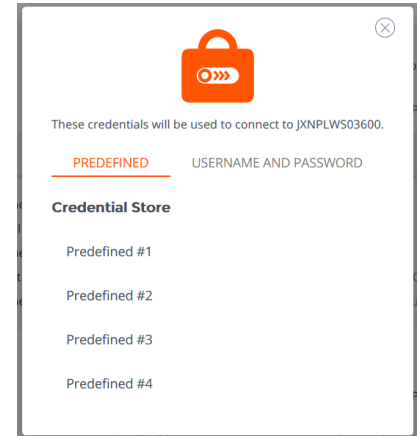 These credentials will be used to connect to JXNPLWS03600.
PREDEFINED USERNAME AND PASSWORD
Credential Store
Predefined #1
Predefined #2
Predefined #3
Predefined #4